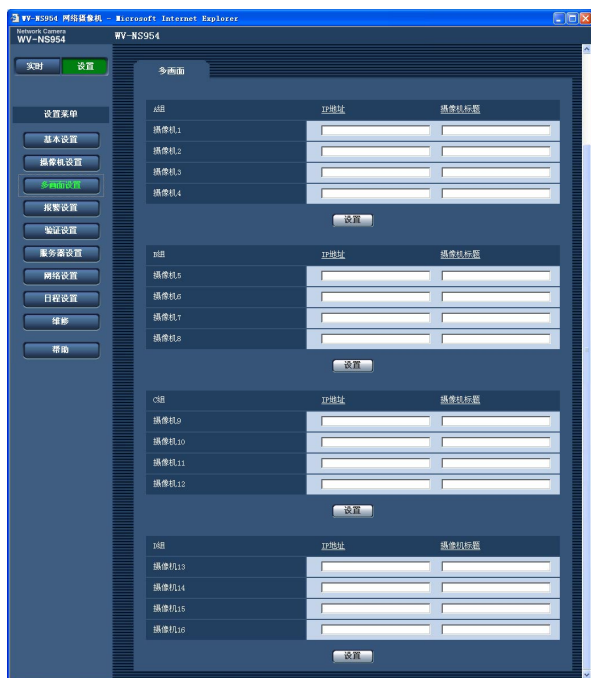 WV-NS954 网络摄像机 - Microsoft Internet Explorer
Network Camera
WV-NS954
WV-NS954
实时 设置
多画面
设置菜单
基本设置
摄像机设置
多画面设置
报警设置
验证设置
服务器设置
网络设置
日程设置
维修
帮助
A组 IP地址 摄像机标题
摄像机1
摄像机2
摄像机3
摄像机4
设置
B组 IP地址 摄像机标题
摄像机5
摄像机6
摄像机7
摄像机8
设置
C组 IP地址 摄像机标题
摄像机9
摄像机10
摄像机11
摄像机12
设置
D组 IP地址 摄像机标题
摄像机13
摄像机14
摄像机15
摄像机16
设置